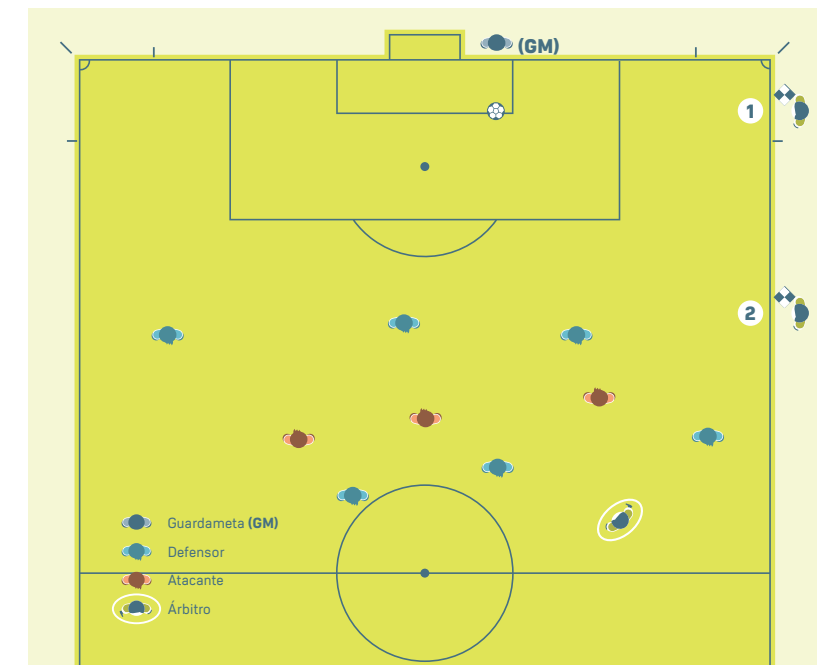 (GM)
1
2
Guardameta (GM)
Defensor
Atacante
Árbitro